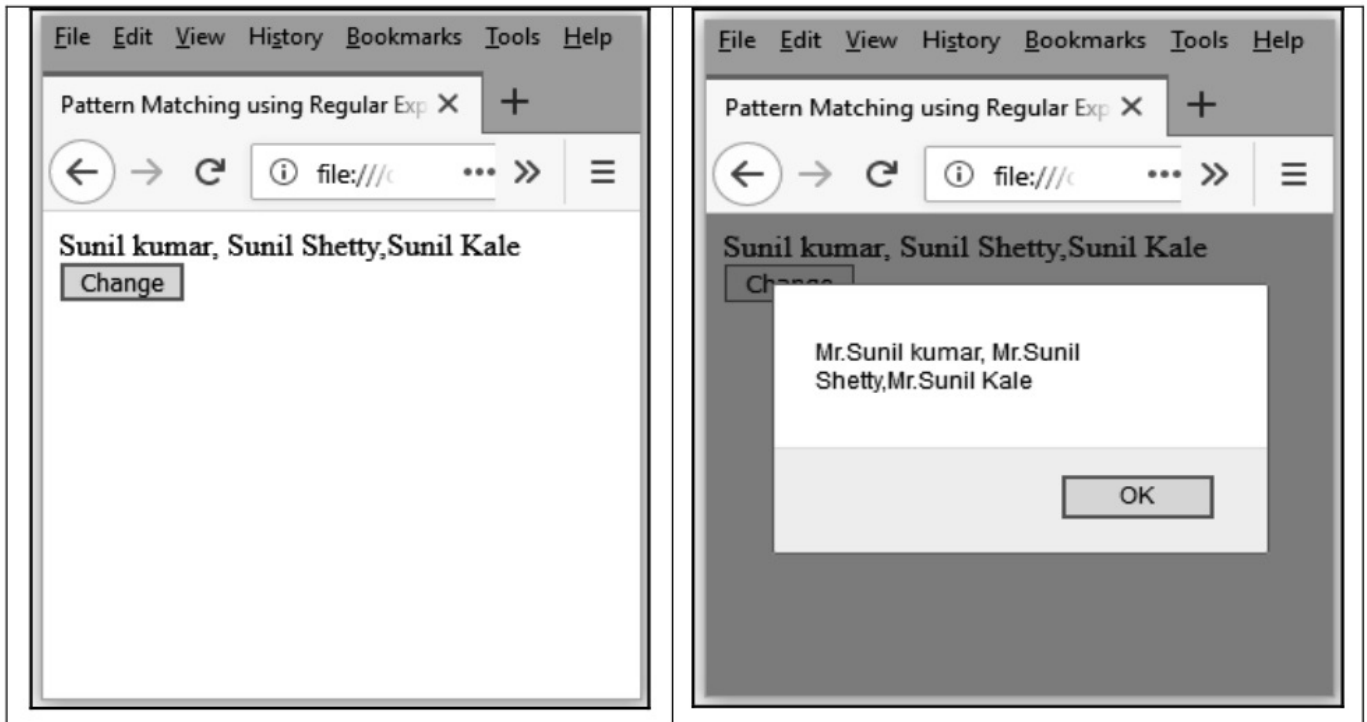 File Edit View History Bookmarks Tools Help
Pattern Matching using Regular Exp
file:///c
Sunil kumar, Sunil Shetty,Sunil Kale
Change
File Edit View History Bookmarks Tools Help
Pattern Matching using Regular Exp
file:///c
Sunil kumar, Sunil Shetty,Sunil Kale
Change
Mr.Sunil kumar, Mr.Sunil
Shetty,Mr.Sunil Kale
OK